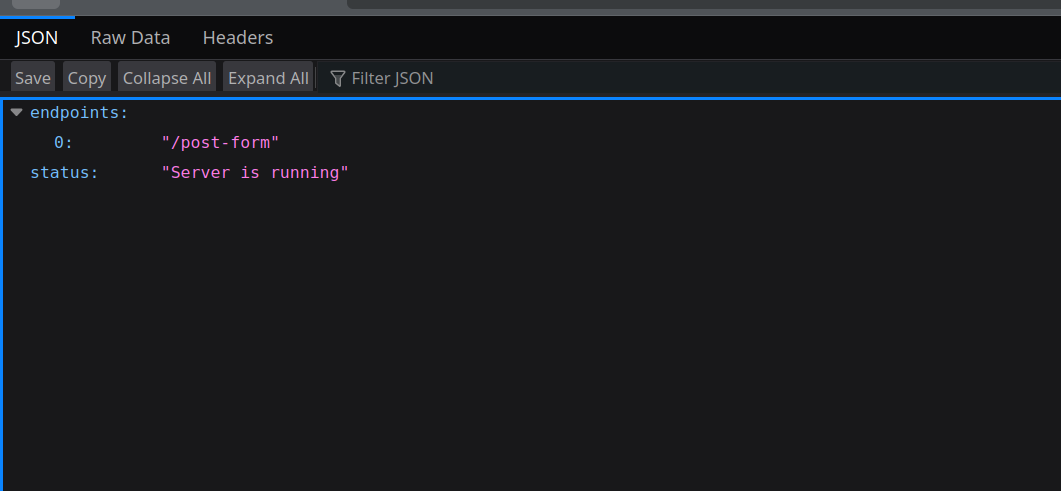 JSON Raw Data Headers
Save Copy Collapse All Expand All Filter JSON
endpoints:
0: "/post-form"
status: "Server is running"